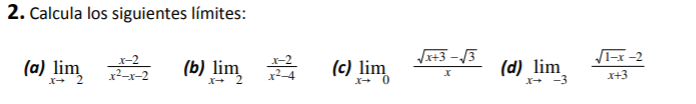 2. Calcula los siguientes límites:
(a) lim x→ 2 x−2 / x²−x−2 (b) lim x→ 2 x−2 / x²−4 (c) lim x→ 0 √x+3 −√3 / x (d) lim x→ −3 √1−x −2 / x+3